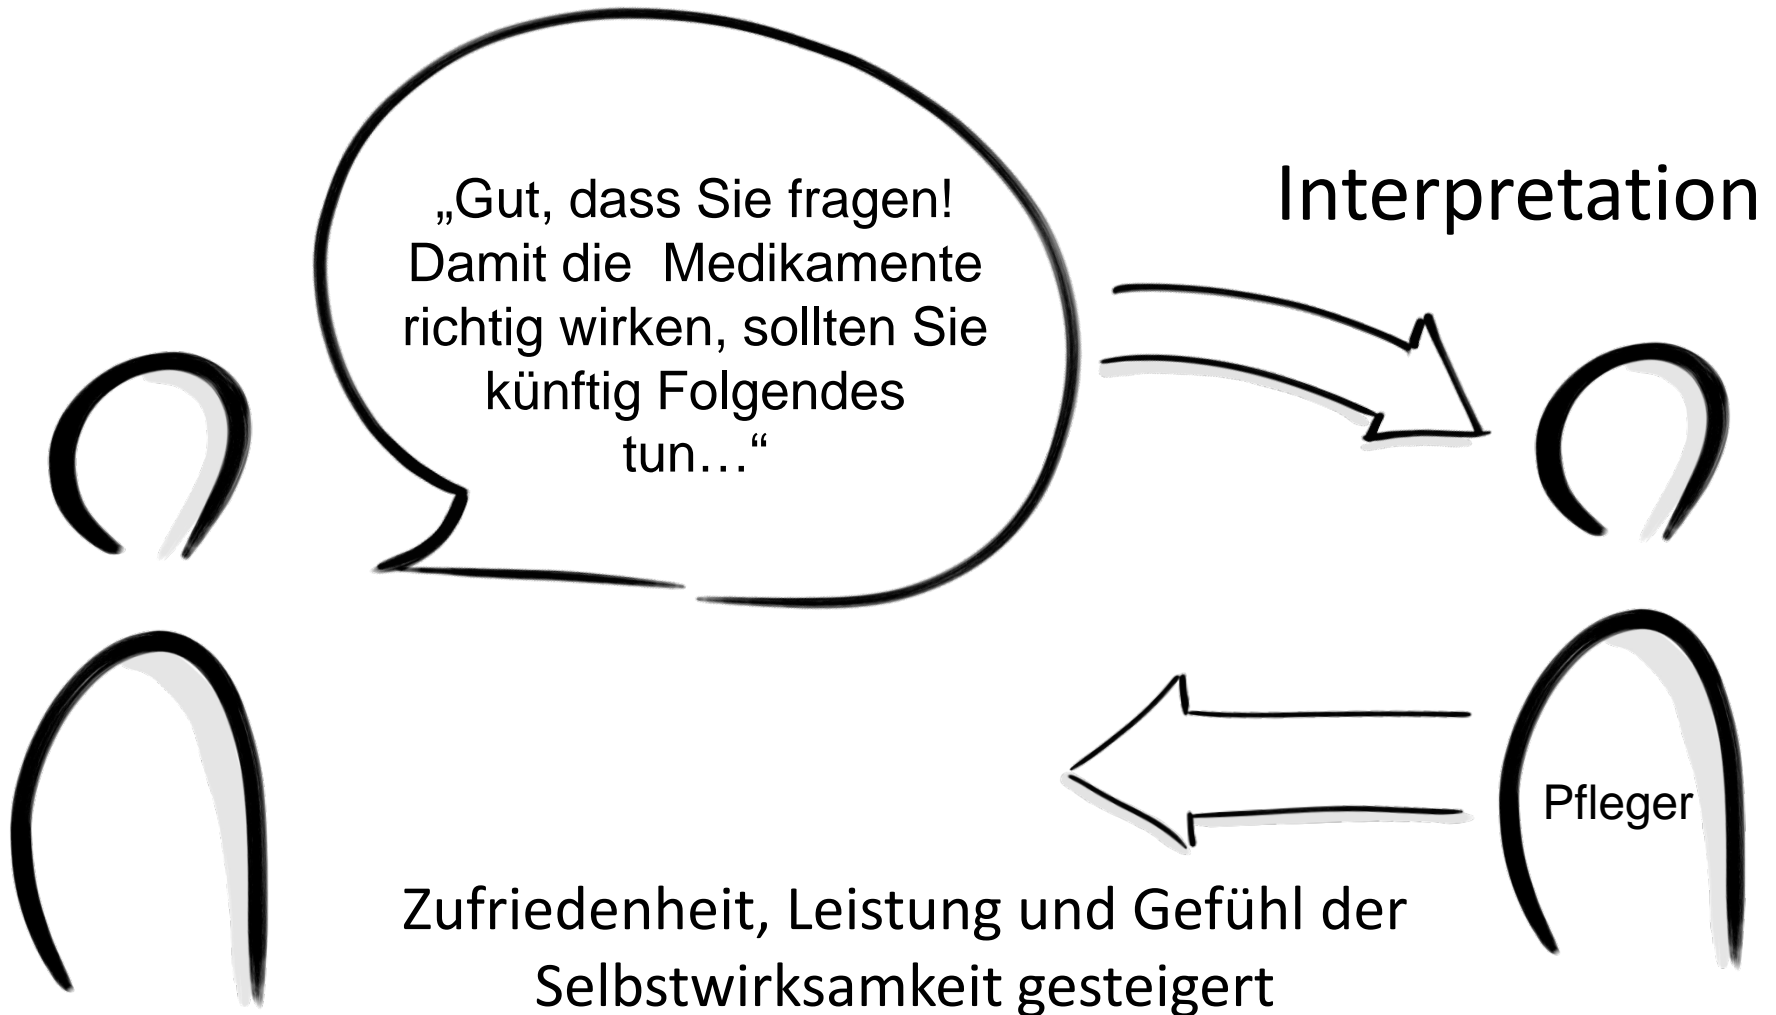 „Gut, dass Sie fragen!
Damit die  Medikamente
richtig wirken, sollten Sie
künftig Folgendes
tun…“
Interpretation
Pfleger
Zufriedenheit, Leistung und Gefühl der
Selbstwirksamkeit gesteigert